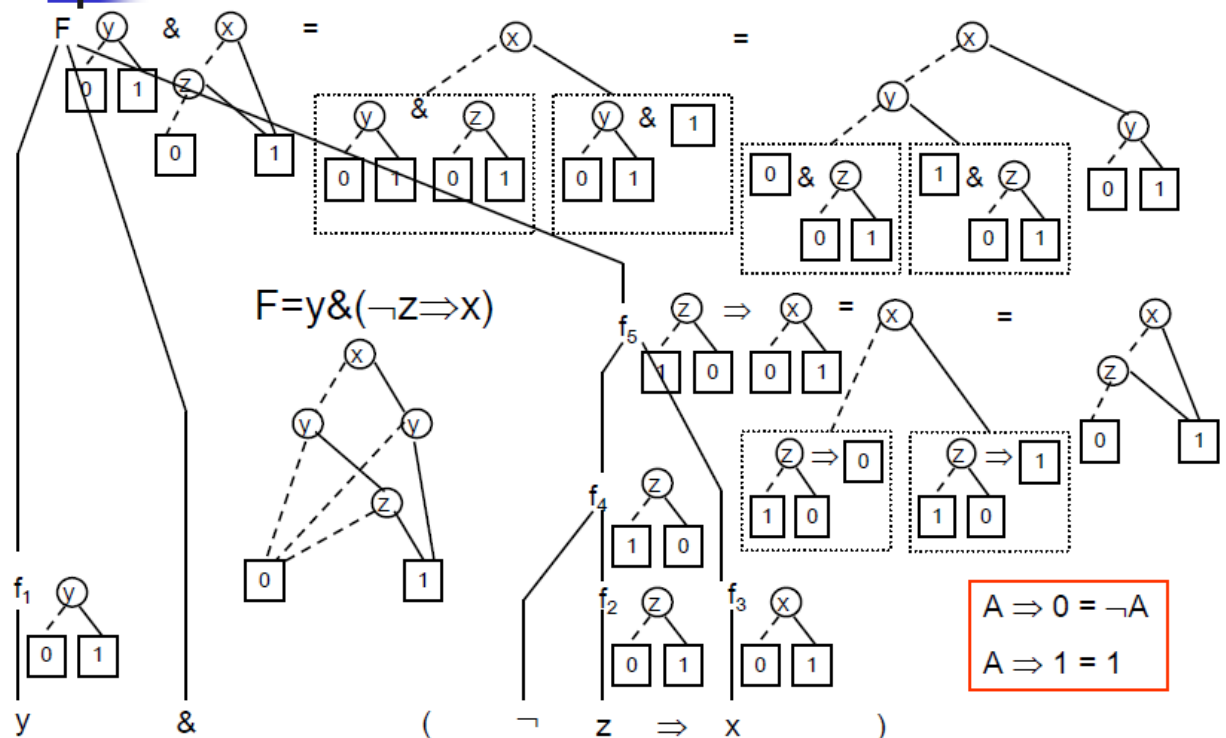 F y & x = x = x
0 1 z y & z y & 1 y y
0 1 0 1 0 1 0 1 0 & z 1 & z 0 1
0 1 0 1
F=y&(¬z⇒x)
f5 z ⇒ x = x = x
1 0 0 1 z
x
y y z ⇒ 0 z ⇒ 1 0 1
f4 z 1 0 1 0
z
1 0
0 1
f1 y f2 z f3 x A ⇒ 0 = ¬A
0 1 0 1 0 1 A ⇒ 1 = 1
y & ( ¬ z ⇒ x )